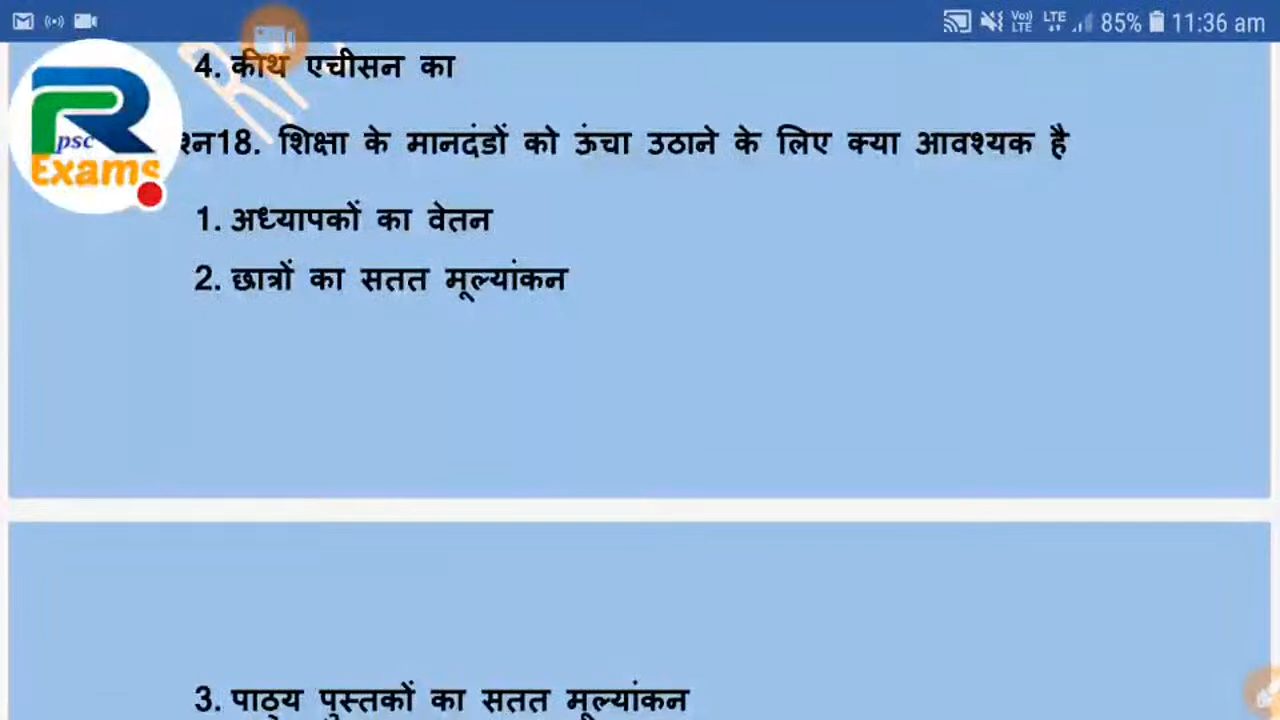 85% 11:36 am
4. कीथ एचीसन का
psc
Exams
श्न18. शिक्षा के मानदंडों को ऊंचा उठाने के लिए क्या आवश्यक है
1. अध्यापकों का वेतन
2. छात्रों का सतत मूल्यांकन
3. पाठ्य पुस्तकों का सतत मूल्यांकन